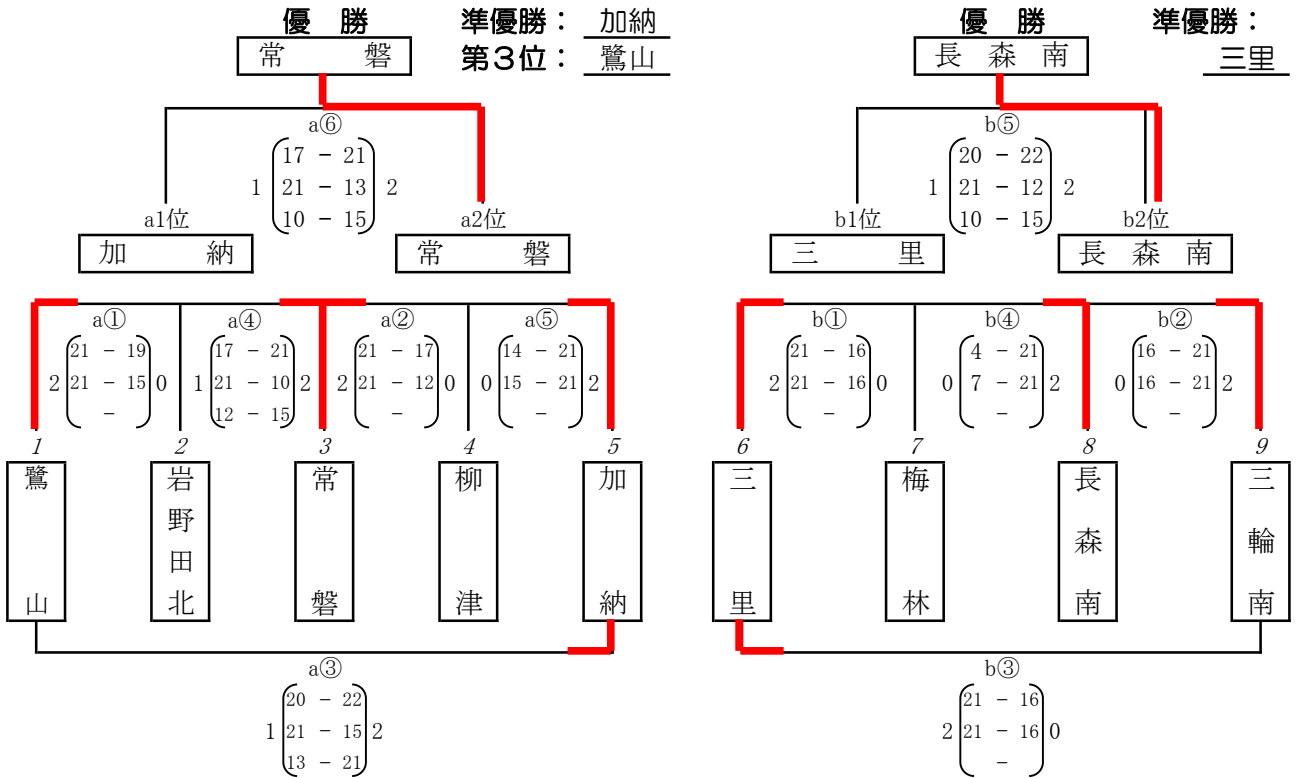 優 勝 準優勝： 加納
常 磐
第３位： 鷺山
a⑥
17 － 21
1 21 － 13 2
10 － 15
a1位 a2位
加 納 常 磐
a① a④ a② a⑤
21 － 19 17 － 21 21 － 17 14 － 21
2 21 － 15 0 1 21 － 10 2 2 21 － 12 0 0 15 － 21 2
－ 12 － 15 － －
1 2 3 4 5
鷺山 岩野田北 常磐 柳津 加納
a③
20 － 22
1 21 － 15 2
13 － 21
優 勝 準優勝：
長 森 南 三里
b⑤
20 － 22
1 21 － 12 2
10 － 15
b1位 b2位
三 里 長 森 南
b① b④ b②
21 － 16 4 － 21 16 － 21
2 21 － 16 0 0 7 － 21 2 0 16 － 21 2
－ － －
6 7 8 9
三里 梅林 長森南 三輪南
b③
21 － 16
2 21 － 16 0
－